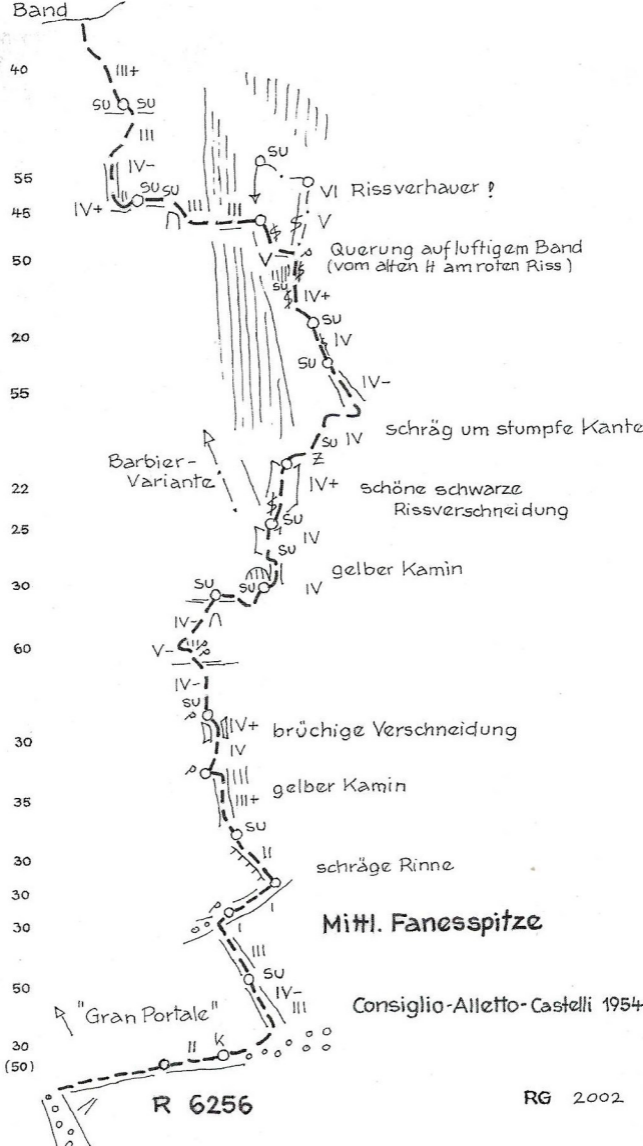 Band
40
III+
SU SU
III
IV-
SU
55
SU SU
VI Rissverhauer !
IV+
III III
45
V
V
Querung auf luftigem Band
(vom alten H am roten Riss)
50
SU
IV+
SU
20
IV
SU
55
IV-
SU IV
schräg um stumpfe Kante
Z
Barbier-
Variante
IV+
22
schöne schwarze
Rissverschneidung
SU
25
IV
SU
gelber Kamin
30
SU
SU
IV
IV-
V-
60
IV-
SU
IV+
brüchige Verschneidung
30
IV
III+
gelber Kamin
35
SU
30
II
schräge Rinne
30
I
30
I
Mittl. Fanesspitze
III
50
SU
IV-
III
Consiglio-Alletto-Castelli 1954
"Gran Portale"
30
(50)
II
K
R 6256
RG 2002